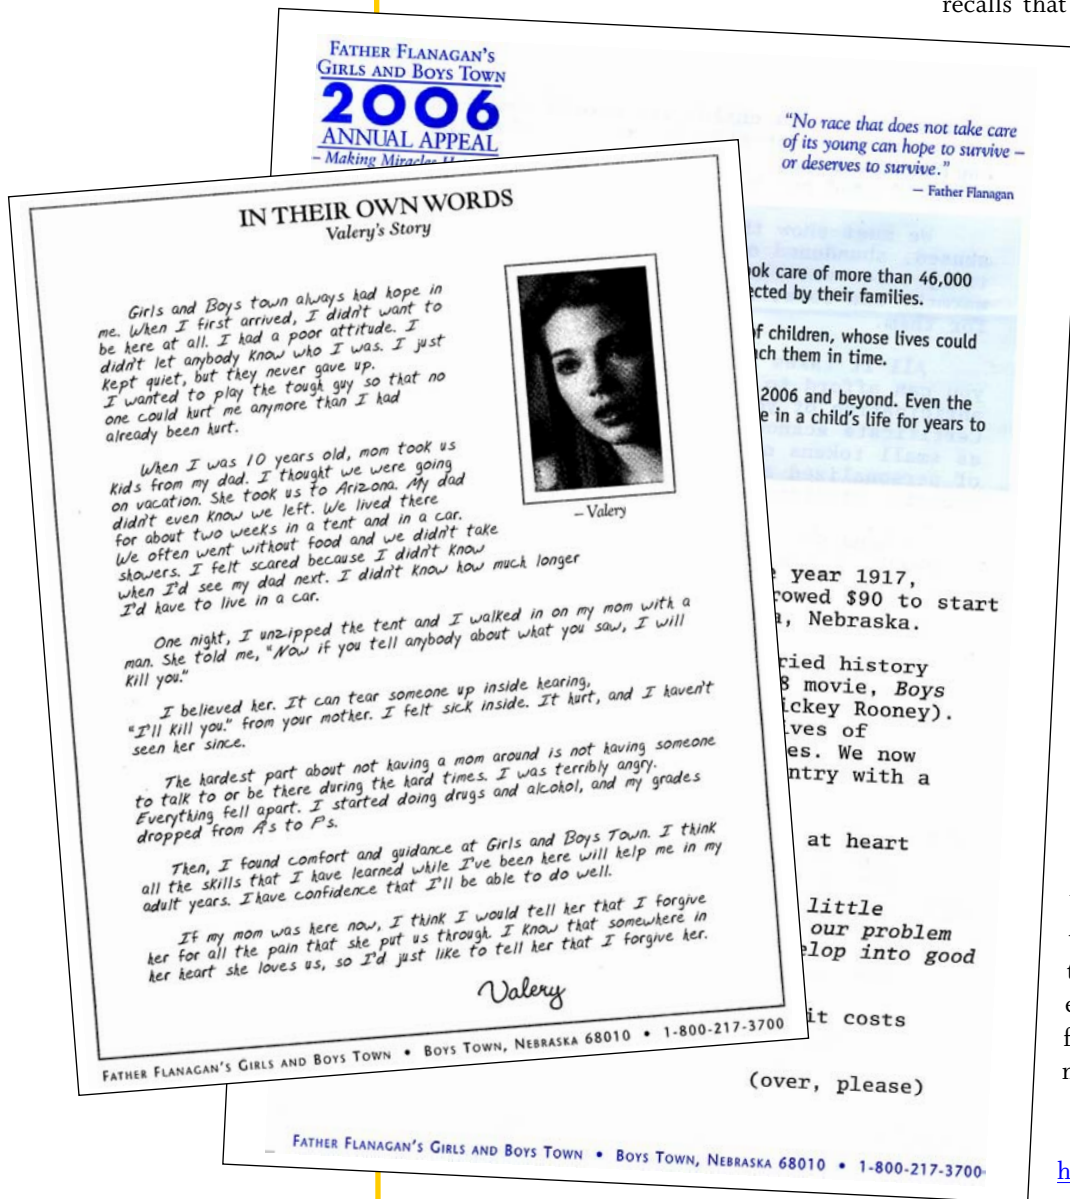 recalls that
FATHER FLANAGAN'S
GIRLS AND BOYS TOWN
2006
ANNUAL APPEAL
– Making Miracles
"No race that does not take care
of its young can hope to survive –
or deserves to survive."
— Father Flanagan
ok care of more than 46,000
ected by their families.
of children, whose lives could
ch them in time.
2006 and beyond. Even the
e in a child's life for years to
year 1917,
rowed $90 to start
, Nebraska.
ried history
8 movie, Boys
ickey Rooney).
ives of
es. We now
ntry with a
at heart
little
our problem
elop into good
it costs
(over, please)
FATHER FLANAGAN'S GIRLS AND BOYS TOWN • BOYS TOWN, NEBRASKA 68010 • 1-800-217-3700
IN THEIR OWN WORDS
Valery's Story
Girls and Boys town always had hope in
me. When I first arrived, I didn't want to
be here at all. I had a poor attitude. I
didn't let anybody know who I was. I just
kept quiet, but they never gave up.
I wanted to play the tough guy so that no
one could hurt me anymore than I had
already been hurt.
When I was 10 years old, mom took us
kids from my dad. I thought we were going
on vacation. She took us to Arizona. My dad
didn't even know we left. We lived there
for about two weeks in a tent and in a car.
We often went without food and we didn't take
showers. I felt scared because I didn't know
when I'd see my dad next. I didn't know how much longer
I'd have to live in a car.
One night, I unzipped the tent and I walked in on my mom with a
man. She told me, "Now if you tell anybody about what you saw, I will
kill you."
I believed her. It can tear someone up inside hearing,
"I'll kill you." from your mother. I felt sick inside. It hurt, and I haven't
seen her since.
The hardest part about not having a mom around is not having someone
to talk to or be there during the hard times. I was terribly angry.
Everything fell apart. I started doing drugs and alcohol, and my grades
dropped from A's to P's.
Then, I found comfort and guidance at Girls and Boys Town. I think
all the skills that I have learned while I've been here will help me in my
adult years. I have confidence that I'll be able to do well.
If my mom was here now, I think I would tell her that I forgive
her for all the pain that she put us through. I know that somewhere in
her heart she loves us, so I'd just like to tell her that I forgive her.
Valery
– Valery
FATHER FLANAGAN'S GIRLS AND BOYS TOWN • BOYS TOWN, NEBRASKA 68010 • 1-800-217-3700